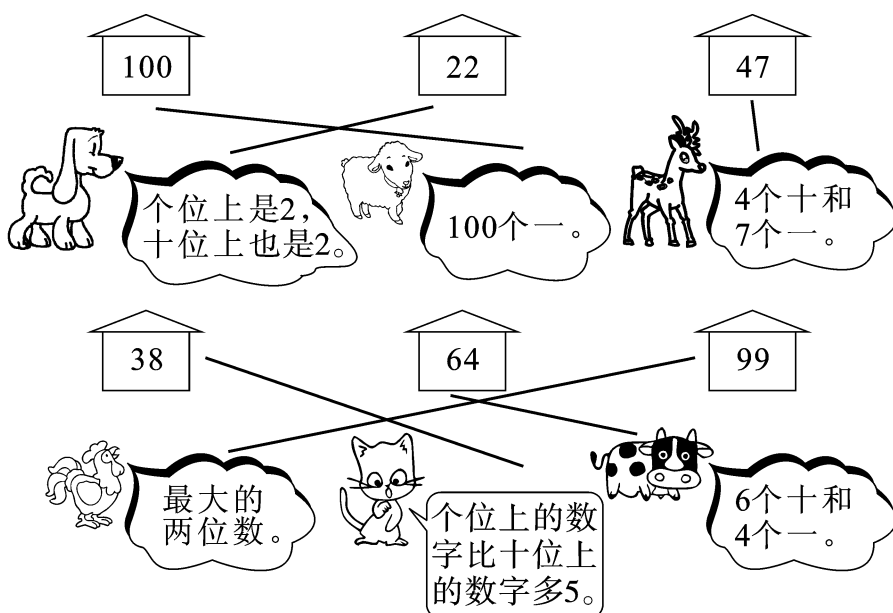 100
22
47
个位上是2,
十位上也是2。
100个一。
4个十和
7个一。
38
64
99
最大的
两位数。
个位上的数
字比十位上
的数字多5。
6个十和
4个一。